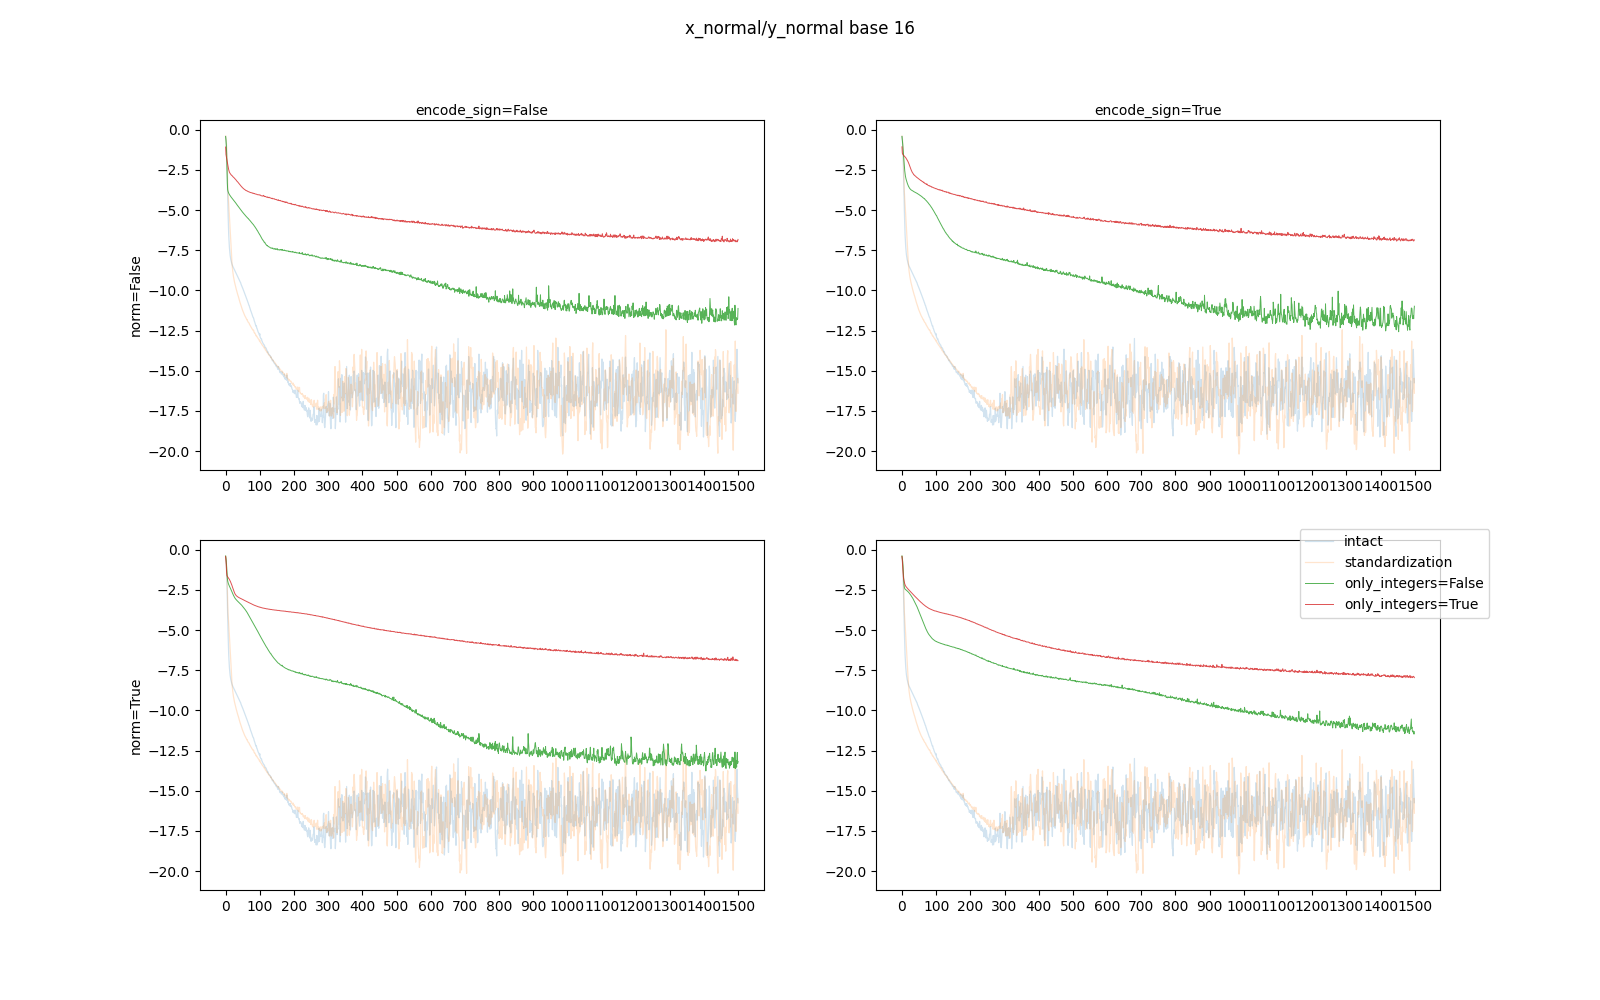 x_normal/y_normal base 16
encode_sign=False
encode_sign=True
norm=False
0.0
−2.5
−5.0
−7.5
−10.0
−12.5
−15.0
−17.5
−20.0
0 100 200 300 400 500 600 700 800 900 1000 1100 1200 1300 1400 1500
0.0
−2.5
−5.0
−7.5
−10.0
−12.5
−15.0
−17.5
−20.0
0 100 200 300 400 500 600 700 800 900 1000 1100 1200 1300 1400 1500
norm=True
0.0
−2.5
−5.0
−7.5
−10.0
−12.5
−15.0
−17.5
−20.0
0 100 200 300 400 500 600 700 800 900 1000 1100 1200 1300 1400 1500
0.0
−2.5
−5.0
−7.5
−10.0
−12.5
−15.0
−17.5
−20.0
0 100 200 300 400 500 600 700 800 900 1000 1100 1200 1300 1400 1500
intact
standardization
only_integers=False
only_integers=True